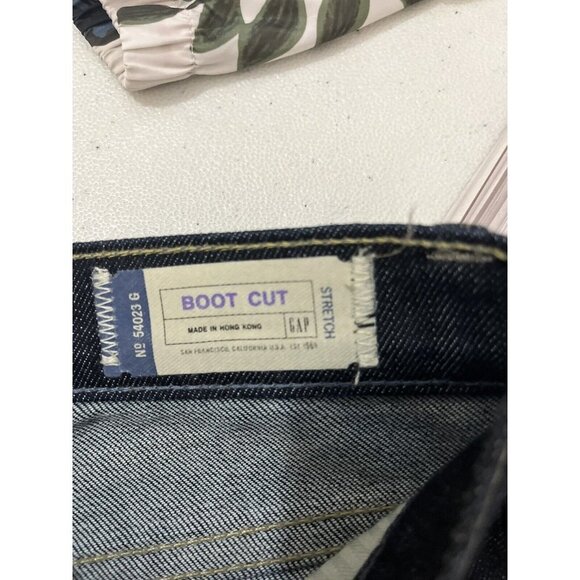 No 54023 G
BOOT CUT
MADE IN HONG KONG
GAP
SAN FRANCISCO, CALIFORNIA U.S.A. EST. 1969
STRETCH